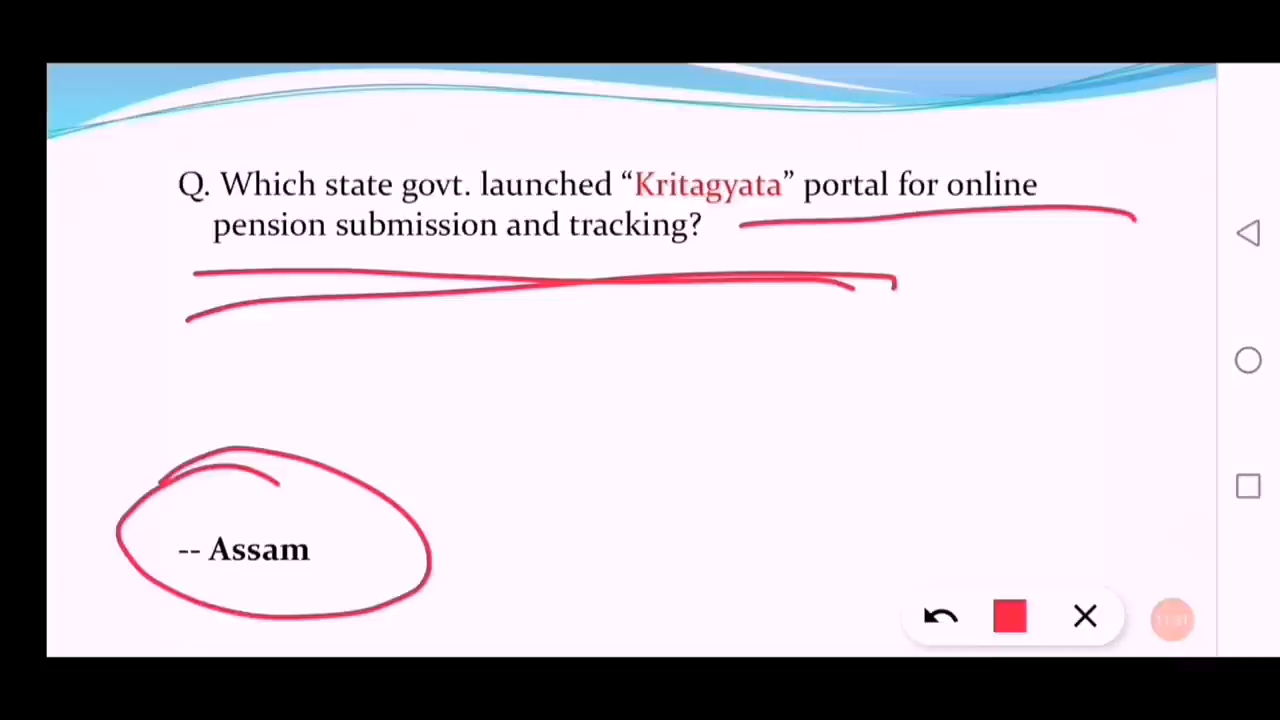 Q. Which state govt. launched “Kritagyata” portal for online
pension submission and tracking?
-- Assam